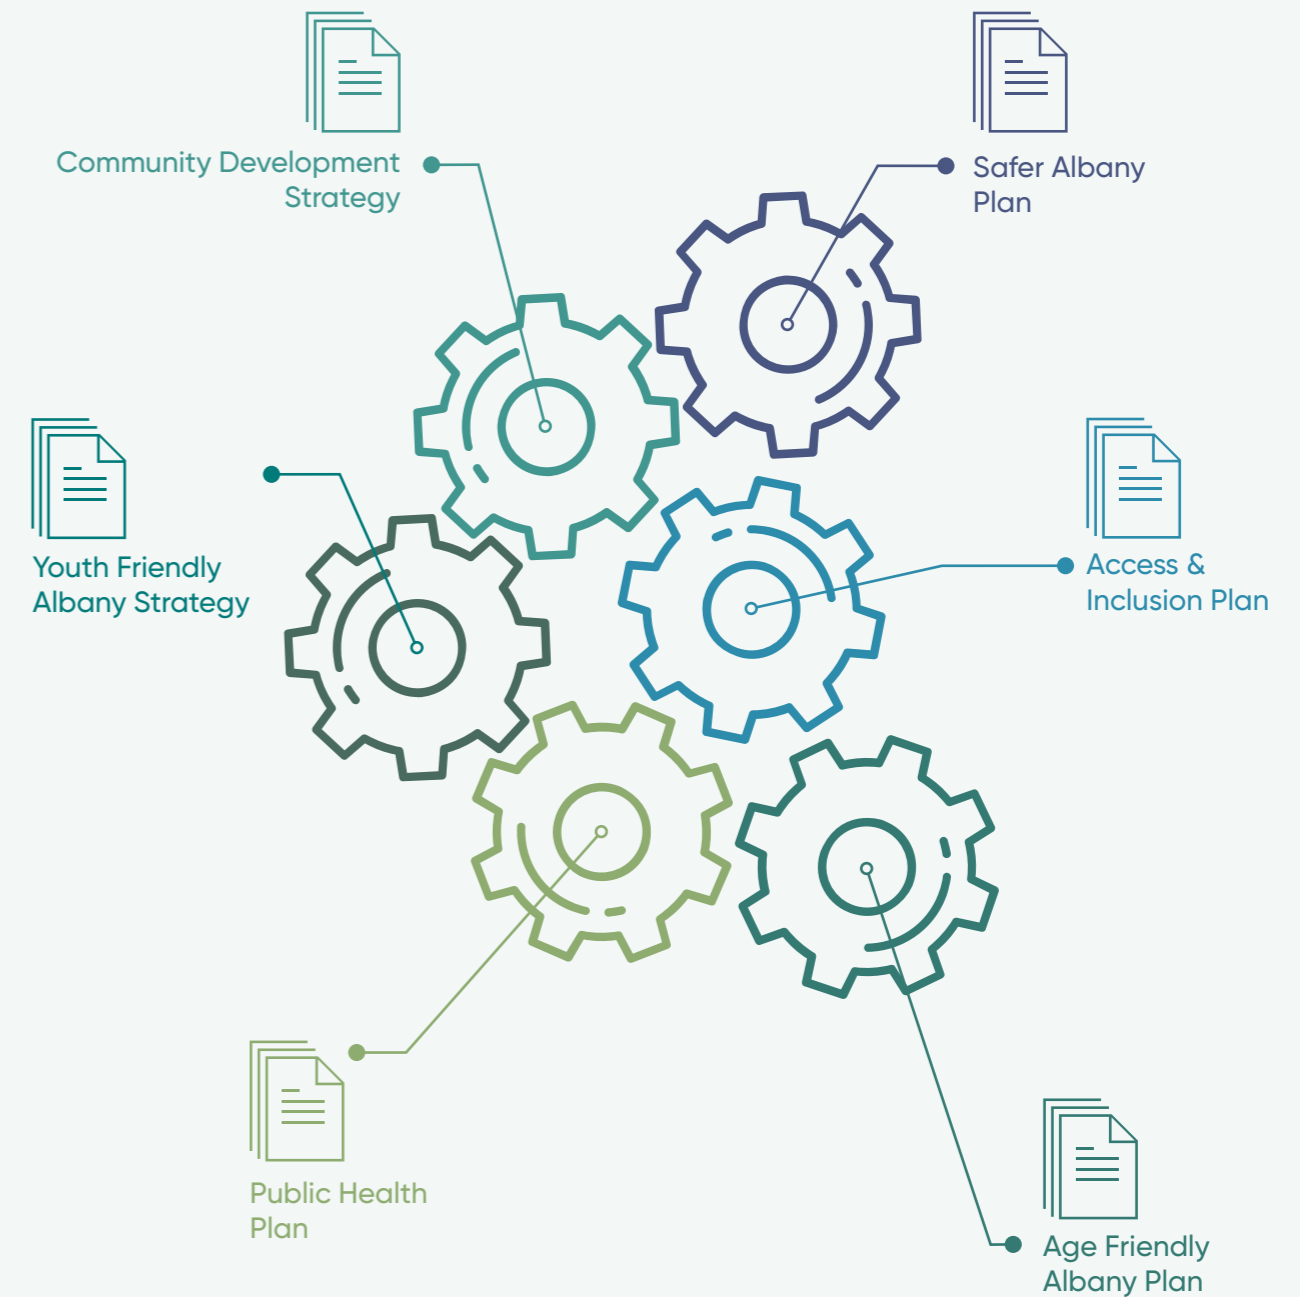 Community Development
Strategy
Safer Albany
Plan
Youth Friendly
Albany Strategy
Access &
Inclusion Plan
Public Health
Plan
Age Friendly
Albany Plan